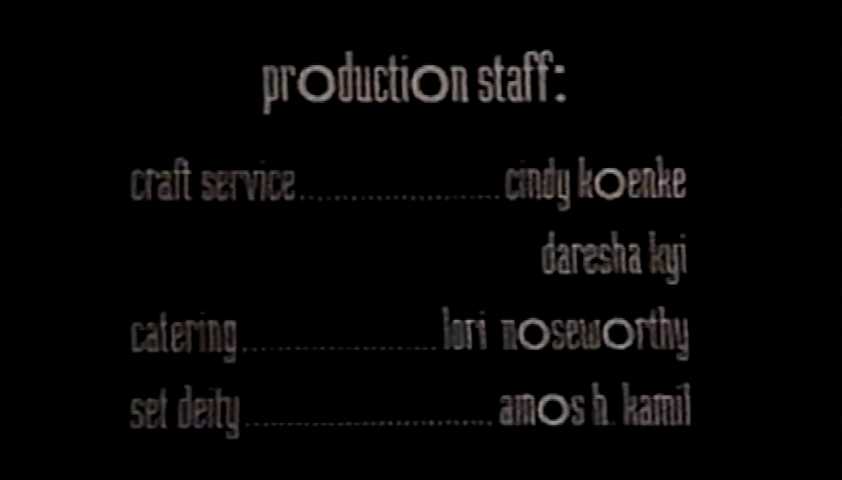 production staff:
craft service....................cindy koenke
daresha kyi
catering....................lori noseworthy
set deity.........................amos h. kamil